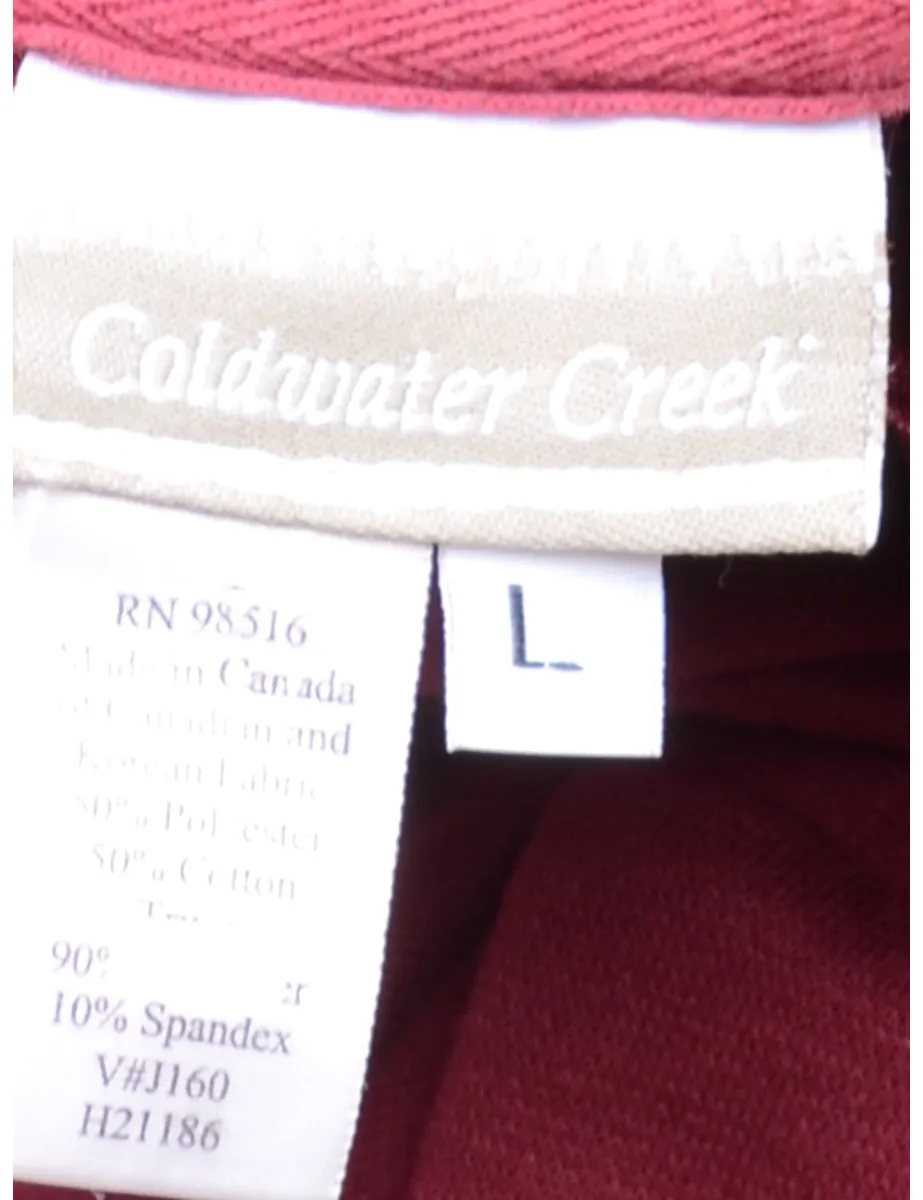 Coldwater Creek
L
RN 98516
Made in Canada
of Canadian and
Korean Fabric
50% Polyester
50% Cotton
90%
10% Spandex
V#J160
H21186